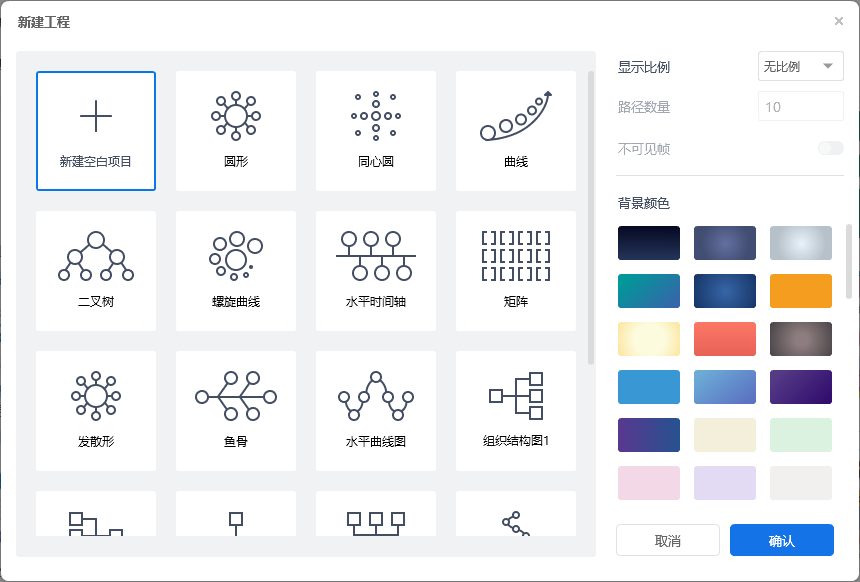 新建工程
新建空白项目
圆形
同心圆
曲线
二叉树
螺旋曲线
水平时间轴
矩阵
发散形
鱼骨
水平曲线图
组织结构图1
显示比例
无比例
路径数量
10
不可见帧
背景颜色
取消
确认